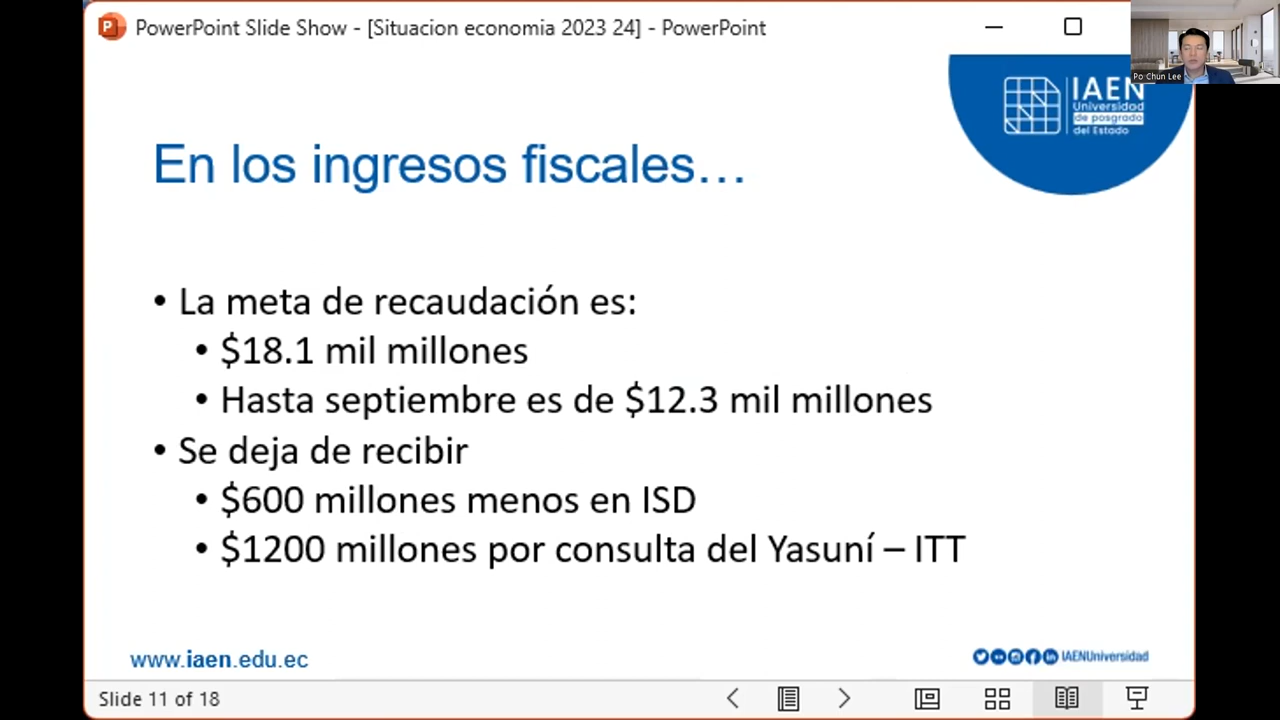 PowerPoint Slide Show - [Situacion economia 2023 24] - PowerPoint
Po Chun Lee
IAEN
Universidad
de posgrado
del Estado
En los ingresos fiscales…
• La meta de recaudación es:
• $18.1 mil millones
• Hasta septiembre es de $12.3 mil millones
• Se deja de recibir
• $600 millones menos en ISD
• $1200 millones por consulta del Yasuní – ITT
www.iaen.edu.ec
IAENUniversidad
Slide 11 of 18